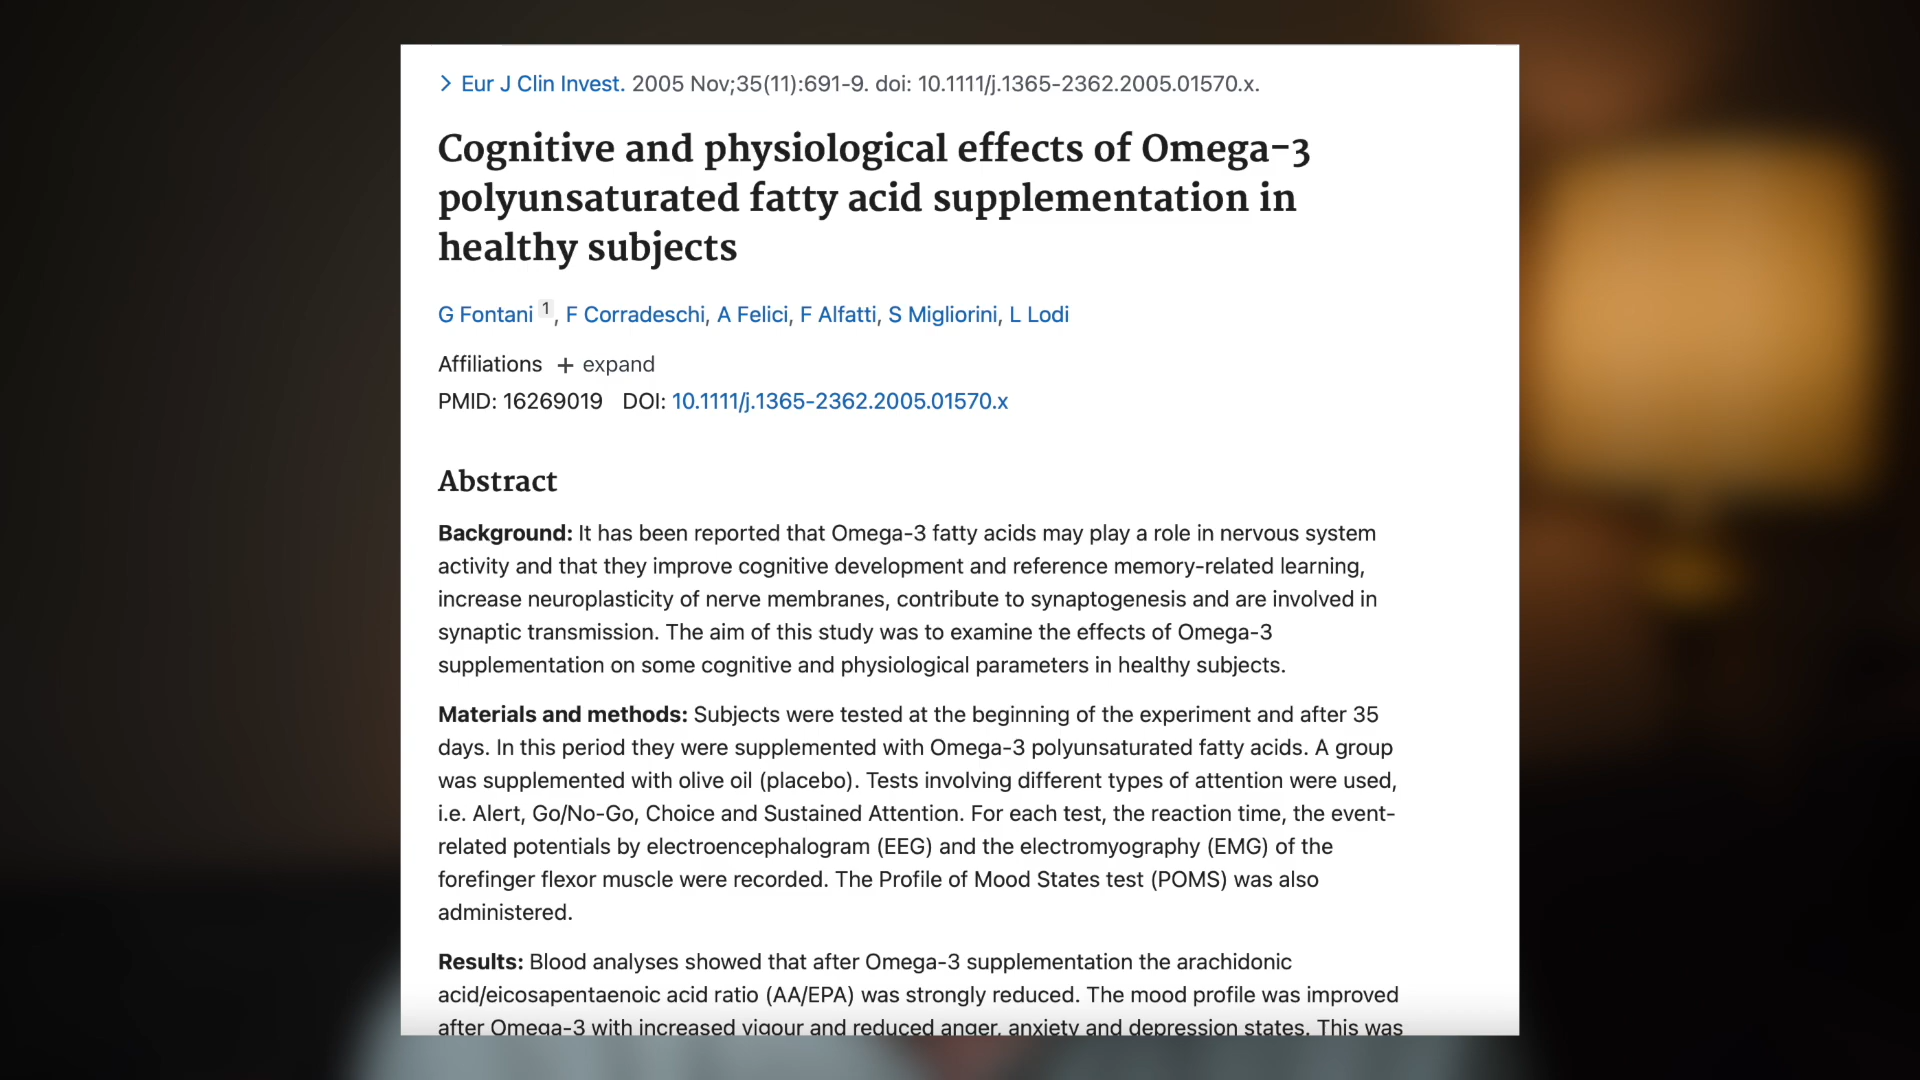 > Eur J Clin Invest. 2005 Nov;35(11):691-9. doi: 10.1111/j.1365-2362.2005.01570.x.
Cognitive and physiological effects of Omega-3
polyunsaturated fatty acid supplementation in
healthy subjects
G Fontani 1, F Corradeschi, A Felici, F Alfatti, S Migliorini, L Lodi
Affiliations + expand
PMID: 16269019 DOI: 10.1111/j.1365-2362.2005.01570.x
Abstract
Background: It has been reported that Omega-3 fatty acids may play a role in nervous system
activity and that they improve cognitive development and reference memory-related learning,
increase neuroplasticity of nerve membranes, contribute to synaptogenesis and are involved in
synaptic transmission. The aim of this study was to examine the effects of Omega-3
supplementation on some cognitive and physiological parameters in healthy subjects.
Materials and methods: Subjects were tested at the beginning of the experiment and after 35
days. In this period they were supplemented with Omega-3 polyunsaturated fatty acids. A group
was supplemented with olive oil (placebo). Tests involving different types of attention were used,
i.e. Alert, Go/No-Go, Choice and Sustained Attention. For each test, the reaction time, the event-
related potentials by electroencephalogram (EEG) and the electromyography (EMG) of the
forefinger flexor muscle were recorded. The Profile of Mood States test (POMS) was also
administered.
Results: Blood analyses showed that after Omega-3 supplementation the arachidonic
acid/eicosapentaenoic acid ratio (AA/EPA) was strongly reduced. The mood profile was improved
after Omega-3 with increased vigour and reduced anger, anxiety and depression states. This was